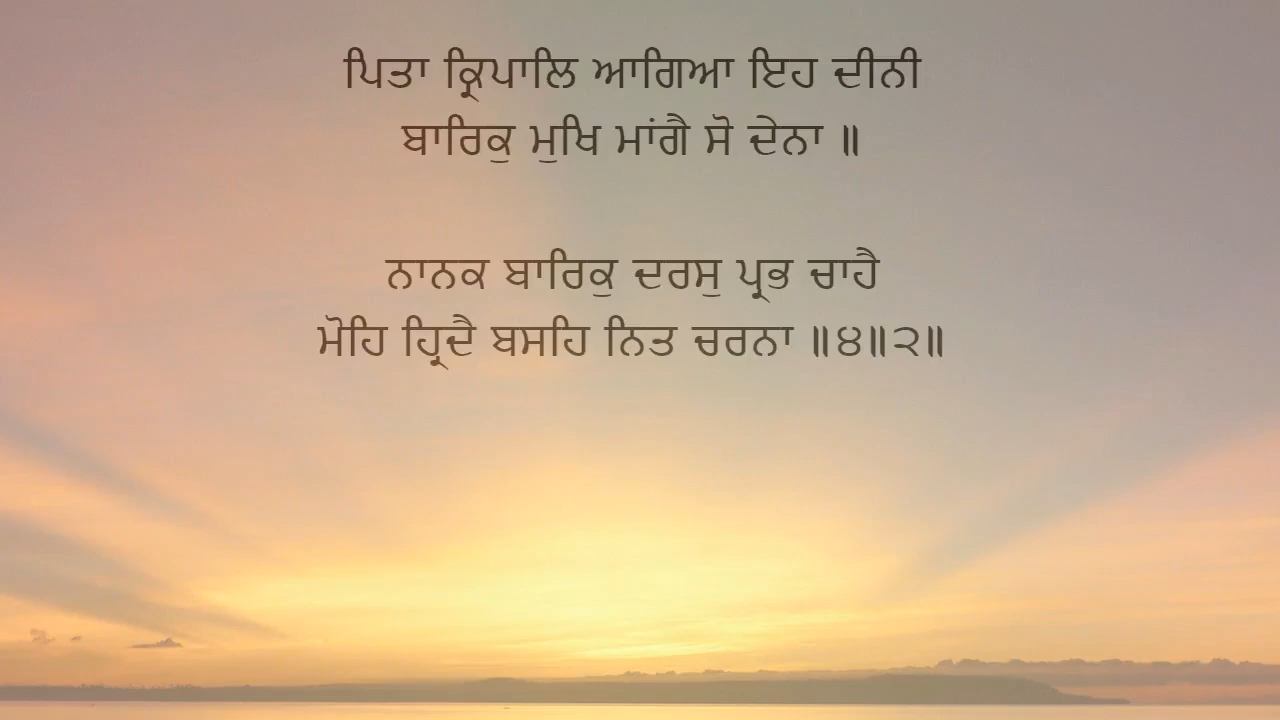 ਪਿਤਾ ਕ੍ਰਿਪਾਲਿ ਆਗਿਆ ਇਹ ਦੀਨੀ
ਬਾਰਿਕੁ ਮੁਖਿ ਮਾਂਗੈ ਸੋ ਦੇਨਾ ॥
ਨਾਨਕ ਬਾਰਿਕੁ ਦਰਸੁ ਪ੍ਰਭ ਚਾਹੈ
ਮੋਹਿ ਹ੍ਰਿਦੈ ਬਸਹਿ ਨਿਤ ਚਰਨਾ ॥੪॥੨॥